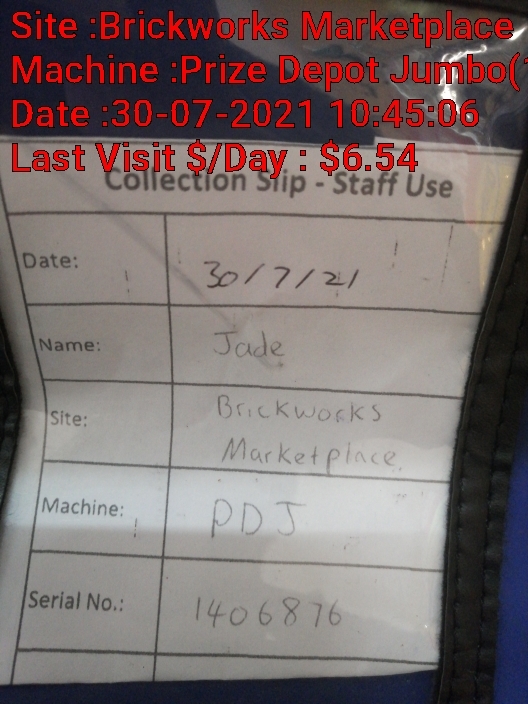 Site :Brickworks Marketplace
Machine :Prize Depot Jumbo(
Date :30-07-2021 10:45:06
Last Visit $/Day : $6.54
Collection Slip - Staff Use
Date: 30/7/21
Name: Jade
Site: Brickworks
Marketplace
Machine: PDJ
Serial No.: 1406876